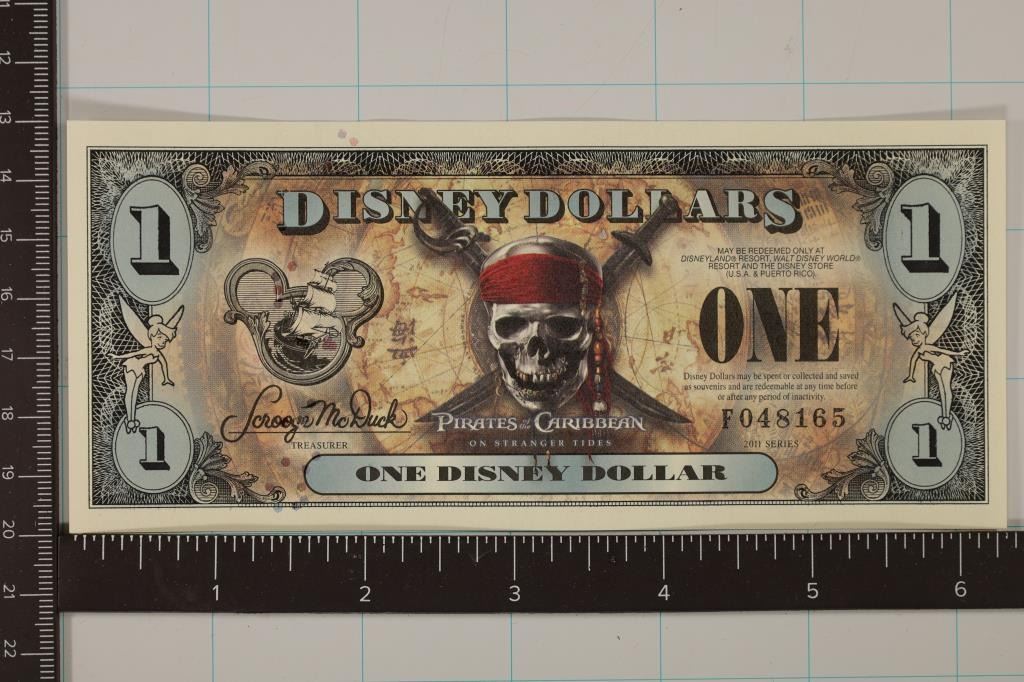 DISNEY DOLLARS
1
1
MAY BE REDEEMED ONLY AT
DISNEYLAND® RESORT, WALT DISNEY WORLD®
RESORT AND THE DISNEY STORE
(U.S.A. & PUERTO RICO).
ONE
Disney Dollars may be spent or collected and saved
as souvenirs and are redeemable at any time before
or after any period of inactivity.
F048165
2011 SERIES
Scrooge McDuck
TREASURER
PIRATES of the CARIBBEAN
ON STRANGER TIDES
1
1
ONE DISNEY DOLLAR
11
12
13
14
15
16
17
18
19
20
21
22
1 2 3 4 5 6